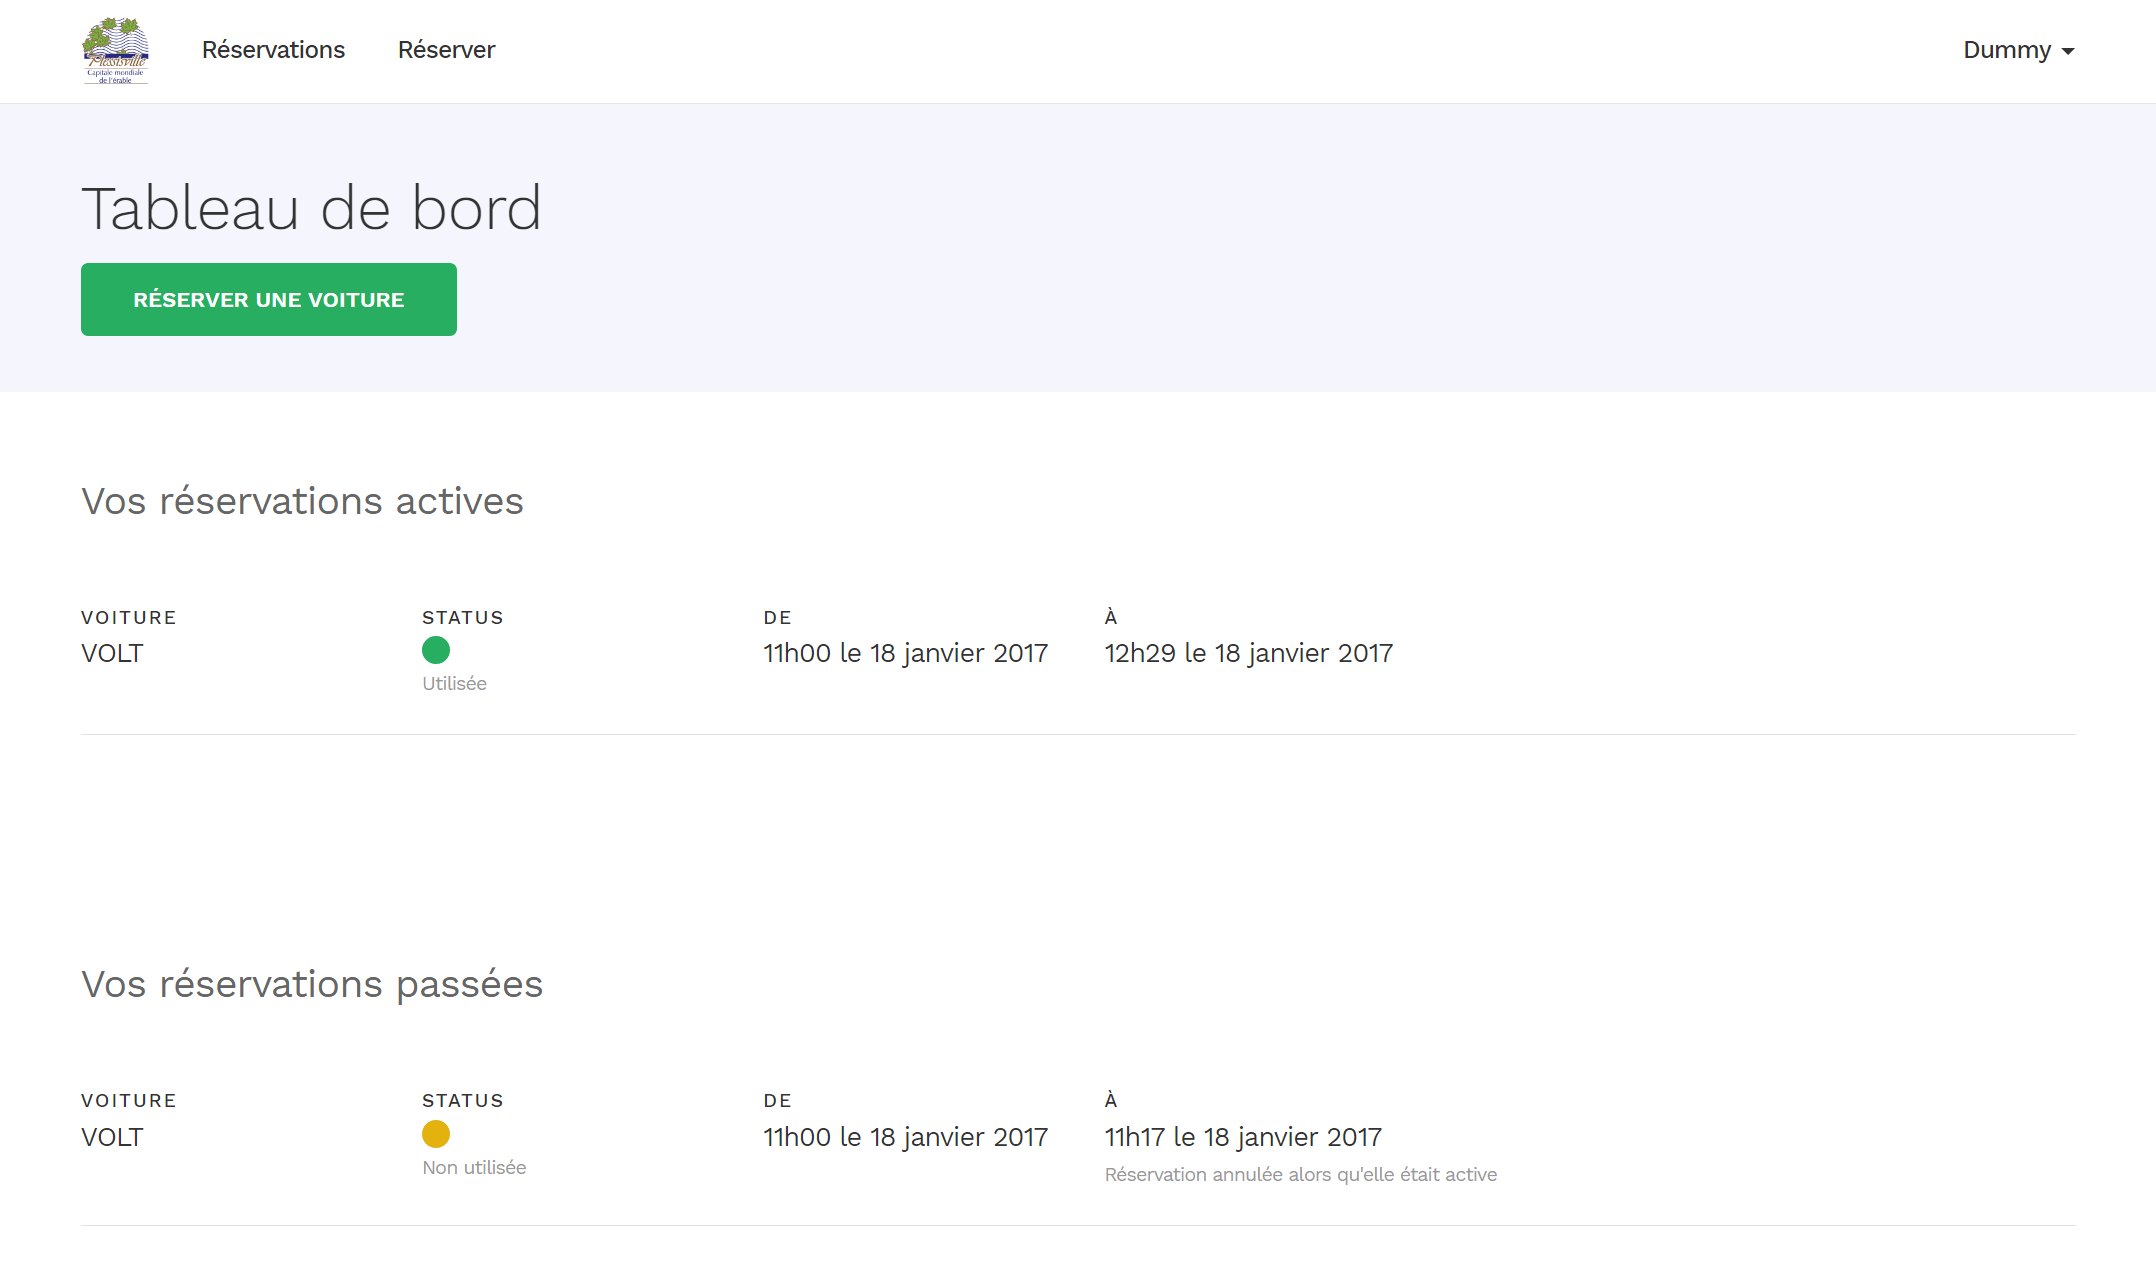 Plessisville
Capitale mondiale
de l'érable
Réservations
Réserver
Dummy
Tableau de bord
RÉSERVER UNE VOITURE
Vos réservations actives
VOITURE
STATUS
DE
À
VOLT
11h00 le 18 janvier 2017
12h29 le 18 janvier 2017
Utilisée
Vos réservations passées
VOITURE
STATUS
DE
À
VOLT
11h00 le 18 janvier 2017
11h17 le 18 janvier 2017
Non utilisée
Réservation annulée alors qu'elle était active